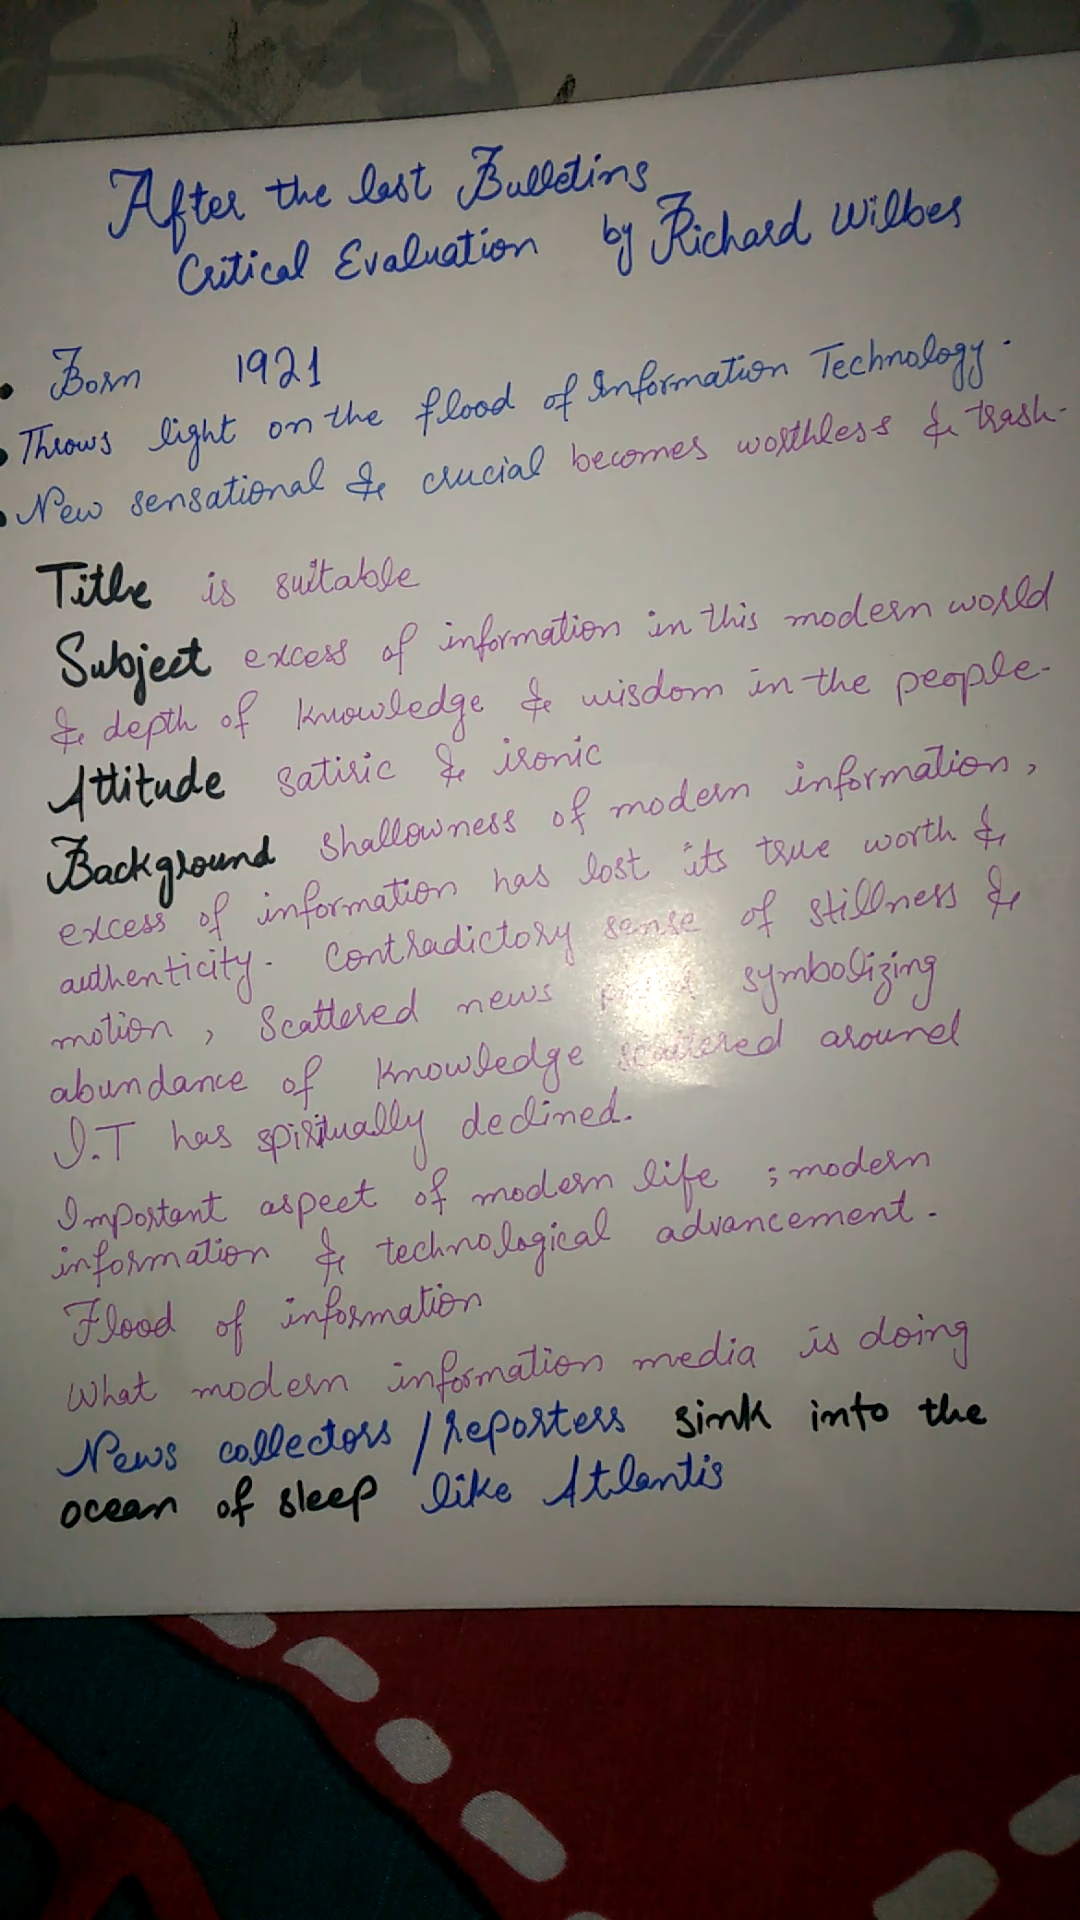 After the last Bulletins
Critical Evaluation by Richard Wilber
Born 1921
Throws light on the flood of Information Technology.
New sensational & crucial becomes worthless & trash.
Title is suitable
Subject excess of information in this modern world
& depth of knowledge & wisdom in the people.
Attitude satiric & ironic
Background shallowness of modern information,
excess of information has lost its true worth &
authenticity. Contradictory sense of stillness &
motion, Scattered news symbolizing
abundance of knowledge scattered around
I.T has spiritually declined.
Important aspect of modern life ; modern
information & technological advancement.
Flood of information
What modern information media is doing
News collectors / reporters sink into the
ocean of sleep like Atlantis